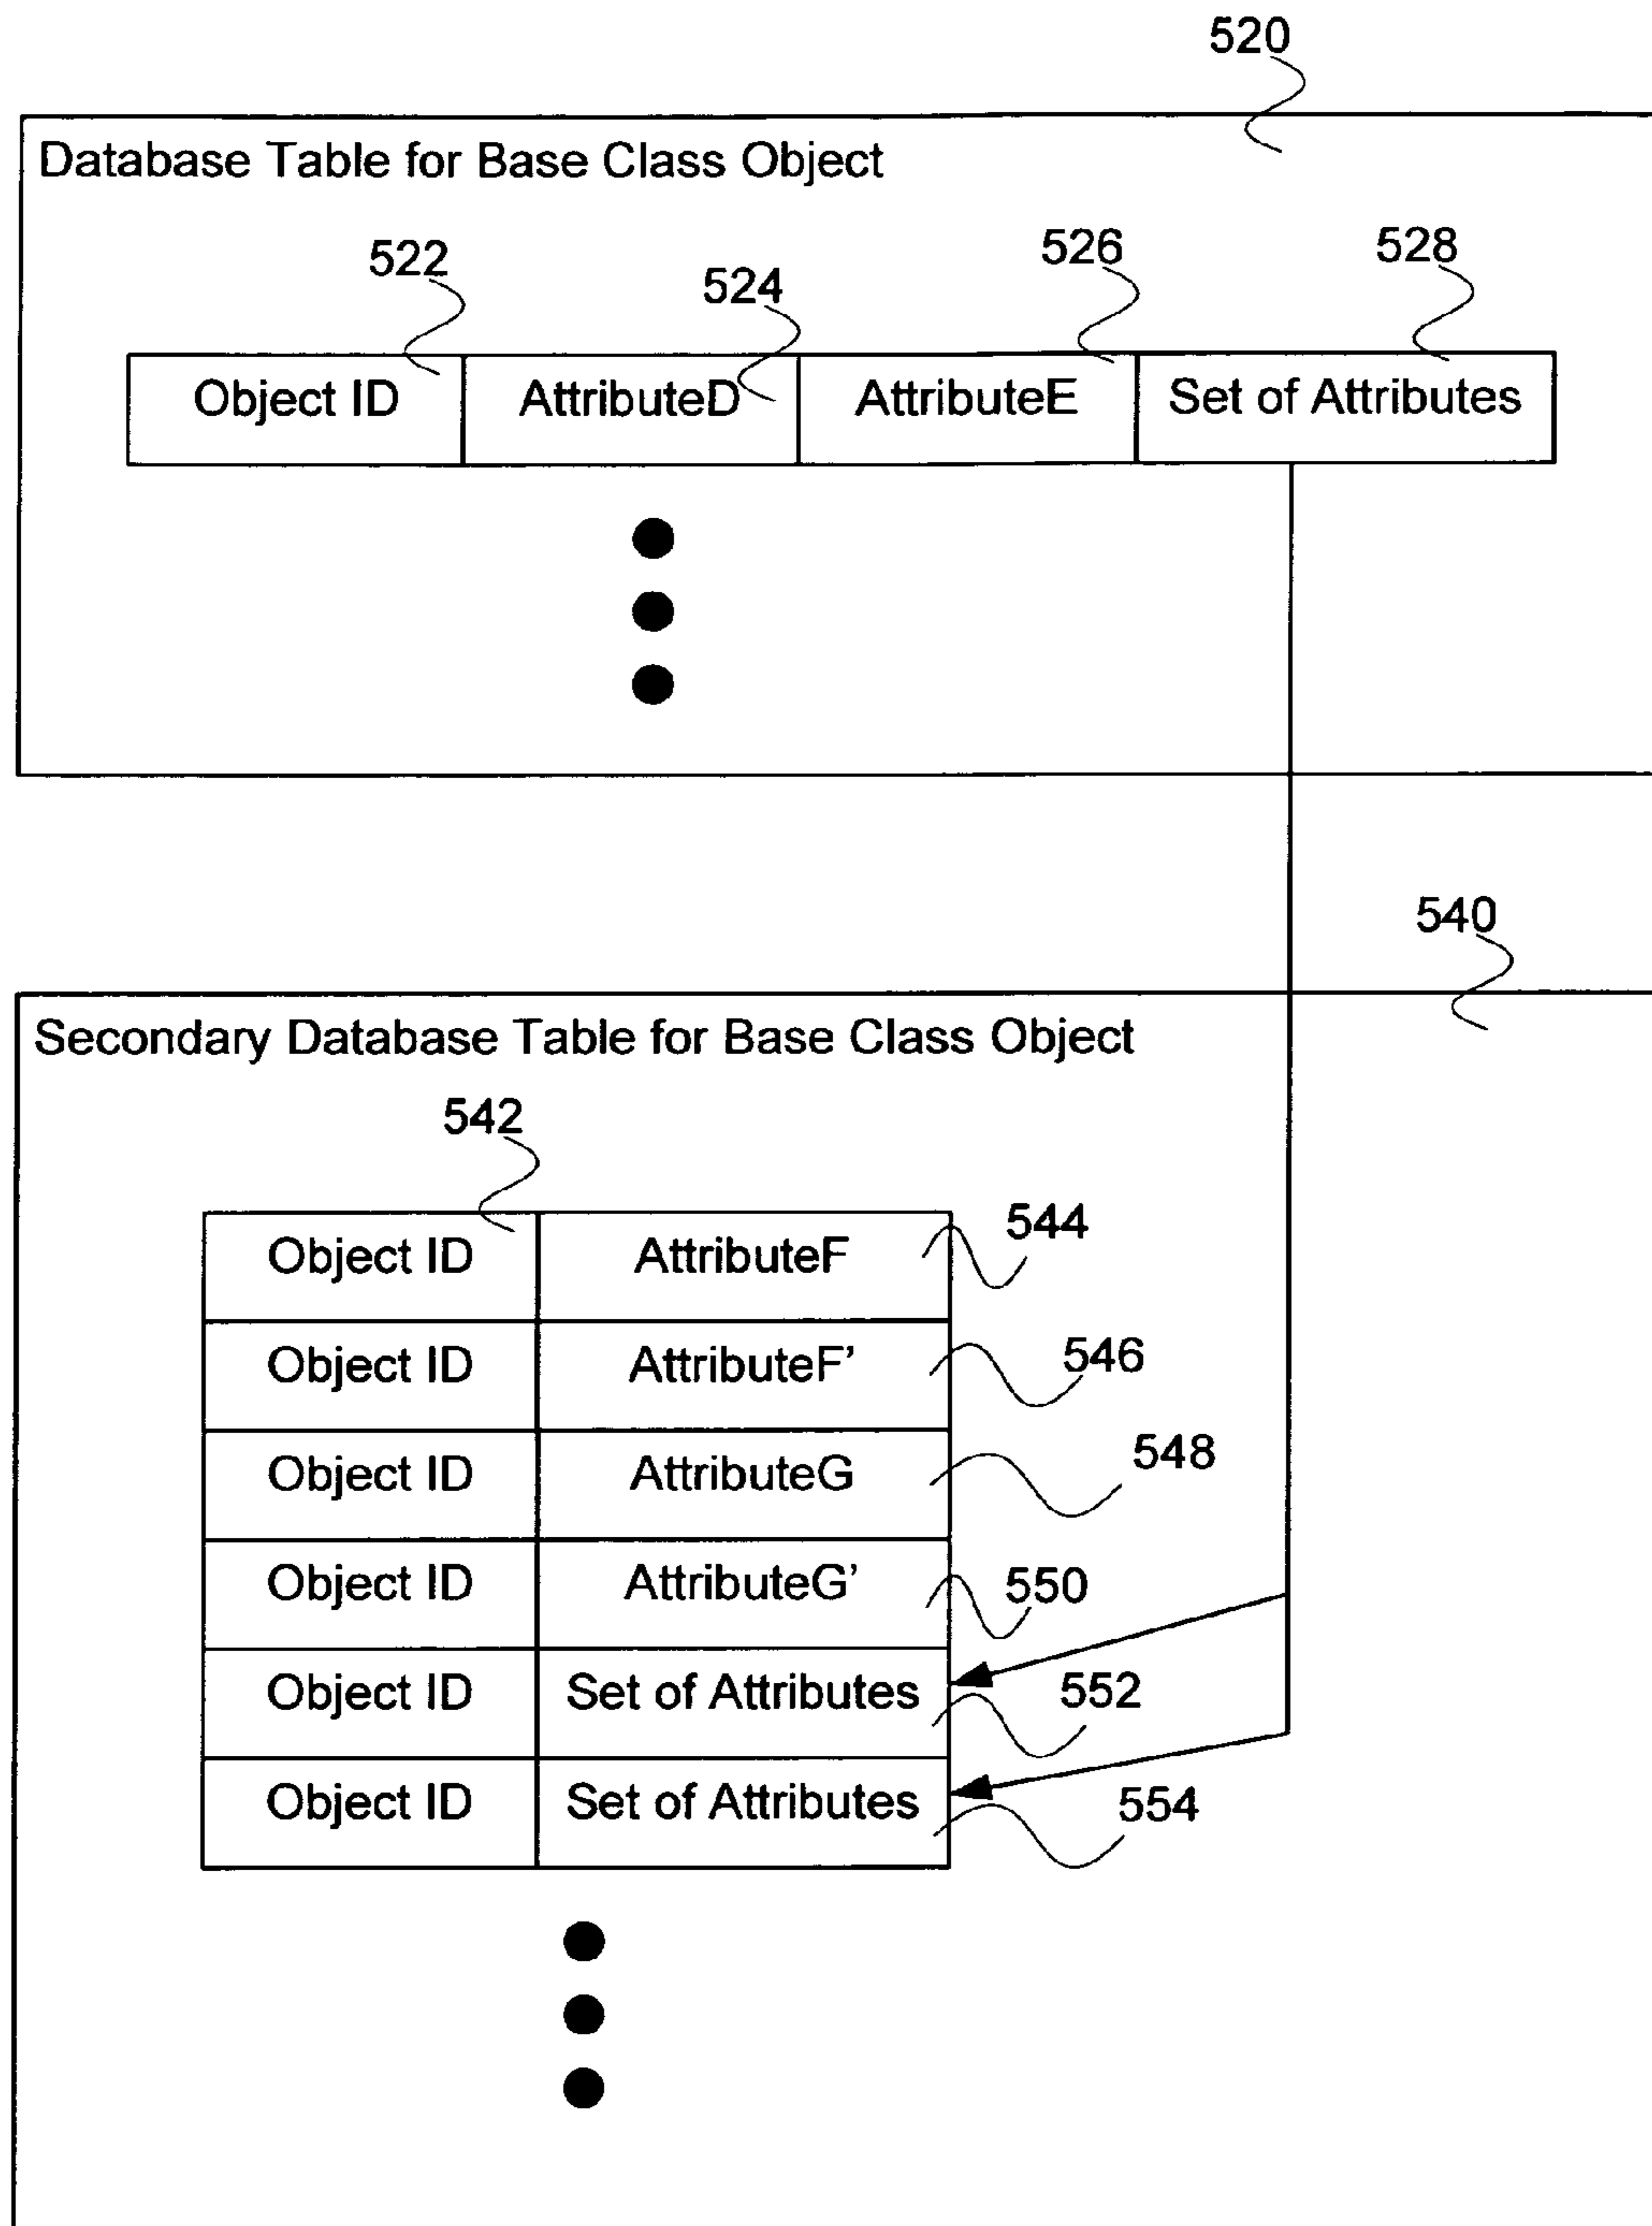 520
Database Table for Base Class Object
522
524
526
528
Object ID AttributeD AttributeE Set of Attributes
540
Secondary Database Table for Base Class Object
542
Object ID AttributeF 544
Object ID AttributeF’ 546
Object ID AttributeG 548
Object ID AttributeG’ 550
Object ID Set of Attributes 552
Object ID Set of Attributes 554